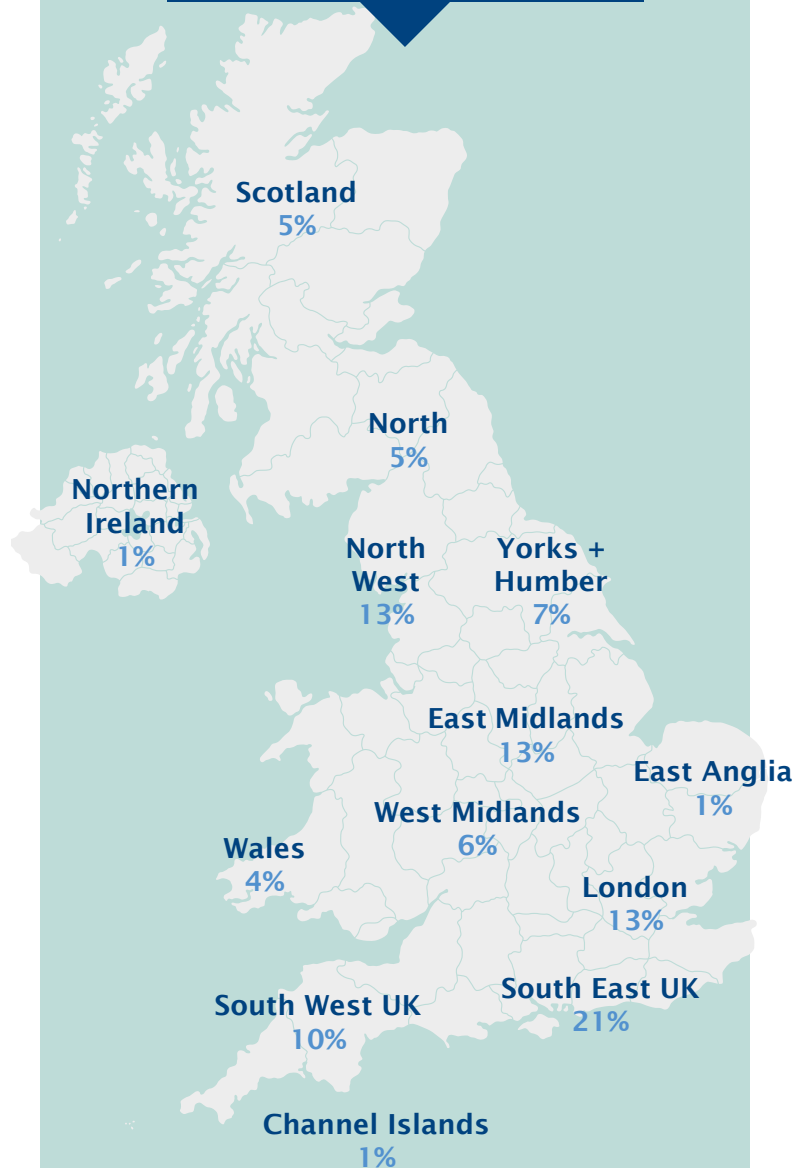 Scotland
5%
North
5%
Northern
Ireland
1%
North
West
13%
Yorks +
Humber
7%
East Midlands
13%
East Anglia
1%
West Midlands
6%
Wales
4%
London
13%
South East UK
21%
South West UK
10%
Channel Islands
1%